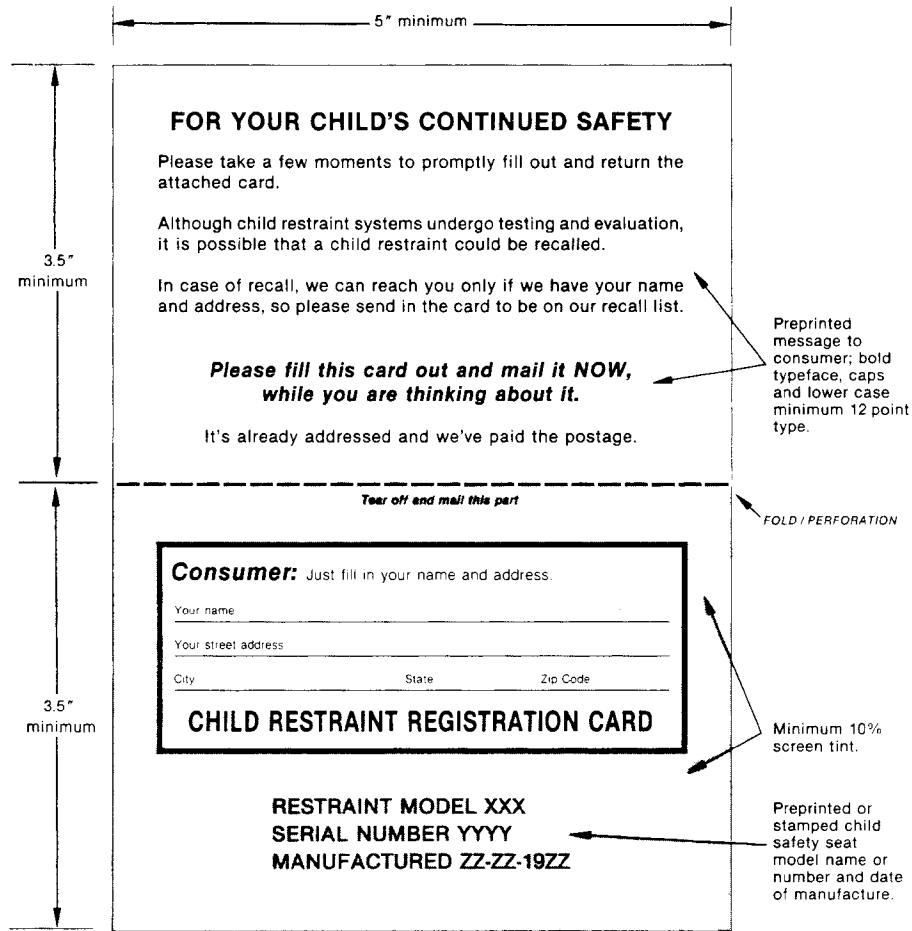 5" minimum
FOR YOUR CHILD'S CONTINUED SAFETY
Please take a few moments to promptly fill out and return the
attached card.
Although child restraint systems undergo testing and evaluation,
it is possible that a child restraint could be recalled.
In case of recall, we can reach you only if we have your name
and address, so please send in the card to be on our recall list.
Please fill this card out and mail it NOW,
while you are thinking about it.
It's already addressed and we've paid the postage.
3.5"
minimum
Preprinted
message to
consumer; bold
typeface, caps
and lower case
minimum 12 point
type.
Tear off and mail this part
FOLD / PERFORATION
Consumer: Just fill in your name and address.
Your name
Your street address
City State Zip Code
CHILD RESTRAINT REGISTRATION CARD
3.5"
minimum
Minimum 10%
screen tint.
RESTRAINT MODEL XXX
SERIAL NUMBER YYYY
MANUFACTURED ZZ-ZZ-19ZZ
Preprinted or
stamped child
safety seat
model name or
number and date
of manufacture.